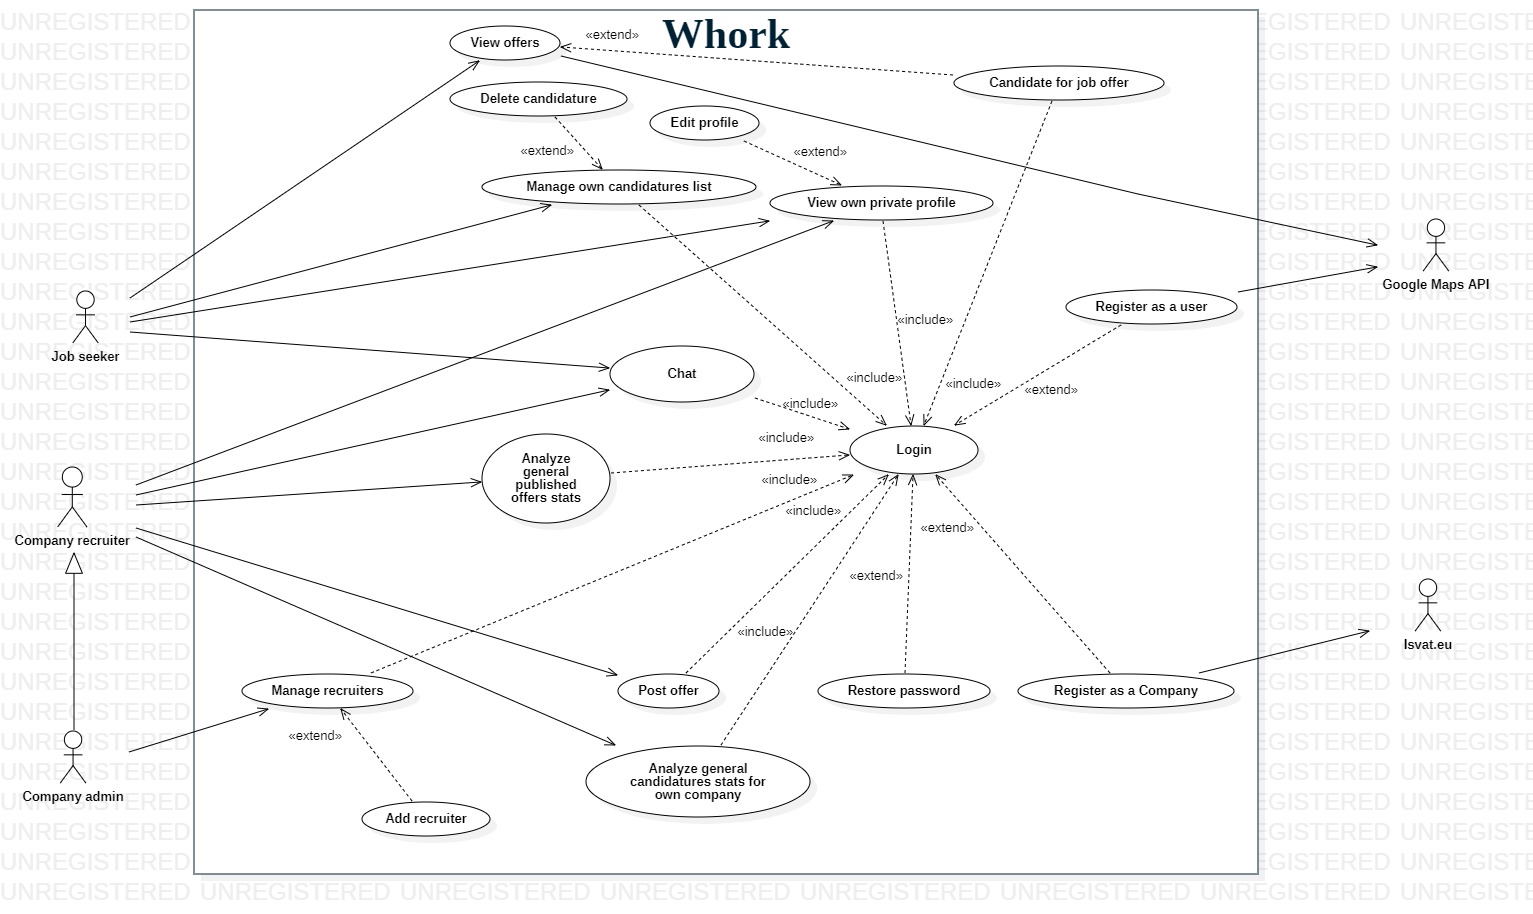 Whork
View offers
«extend»
Candidate for job offer
Delete candidature
Edit profile
«extend»
«extend»
Manage own candidatures list
View own private profile
Google Maps API
Register as a user
«include»
Job seeker
Chat
«include»
«include»
«extend»
«include»
«include»
Login
Analyze
general
published
offers stats
«include»
«include»
«extend»
Company recruiter
«extend»
«include»
lsvat.eu
Manage recruiters
Post offer
Restore password
Register as a Company
«extend»
Analyze general
candidatures stats for
own company
Company admin
Add recruiter
UNREGISTERED UNREGISTERED UNREGISTERED UNREGISTERED UNREGISTERED UNREGISTERED UNREGISTERED